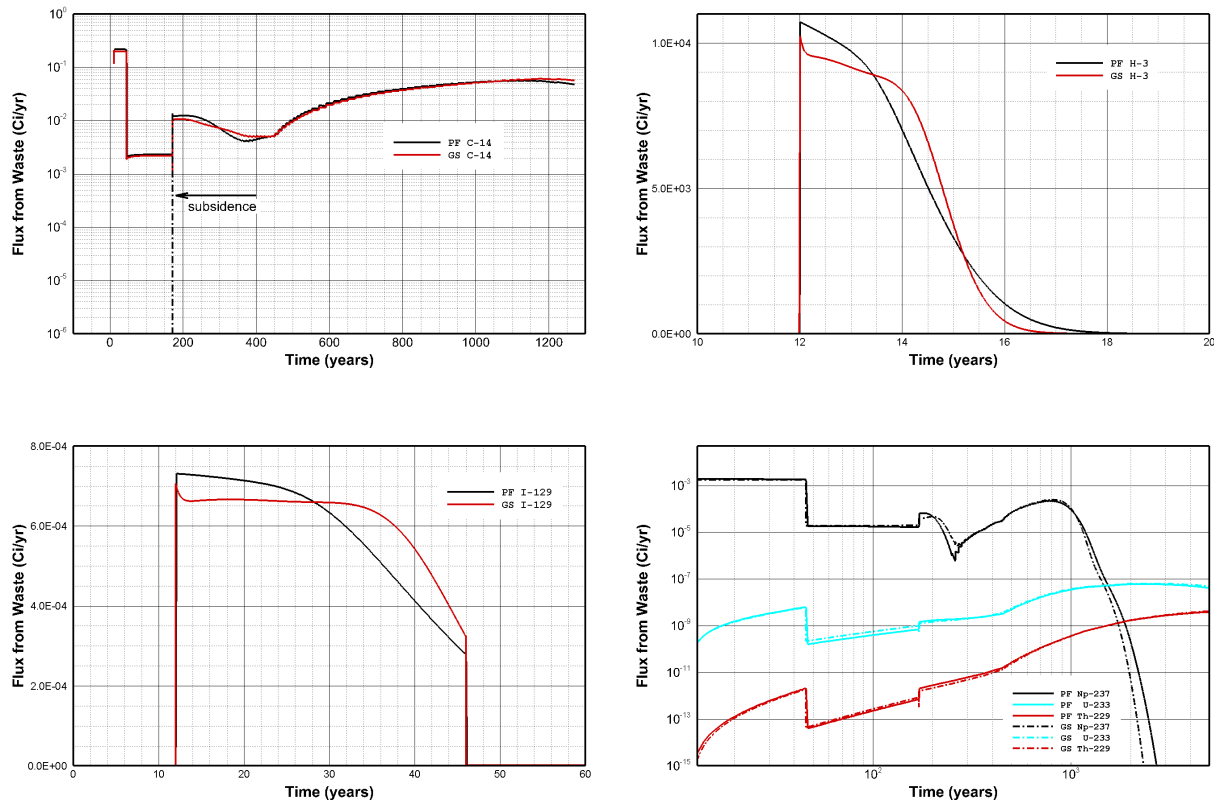 Flux from Waste (Ci/yr)
10^0
10^-1
10^-2
10^-3
10^-4
10^-5
10^-6
PF C-14
GS C-14
subsidence
0 200 400 600 800 1000 1200
Time (years)
Flux from Waste (Ci/yr)
1.0E+04
5.0E+03
0.0E+00
PF H-3
GS H-3
10 12 14 16 18 20
Time (years)
Flux from Waste (Ci/yr)
8.0E-04
6.0E-04
4.0E-04
2.0E-04
0.0E+00
PF I-129
GS I-129
0 10 20 30 40 50 60
Time (years)
Flux from Waste (Ci/yr)
10^-3
10^-5
10^-7
10^-9
10^-11
10^-13
10^-15
PF Np-237
PF U-233
PF Th-229
GS Np-237
GS U-233
GS Th-229
10^2 10^3
Time (years)